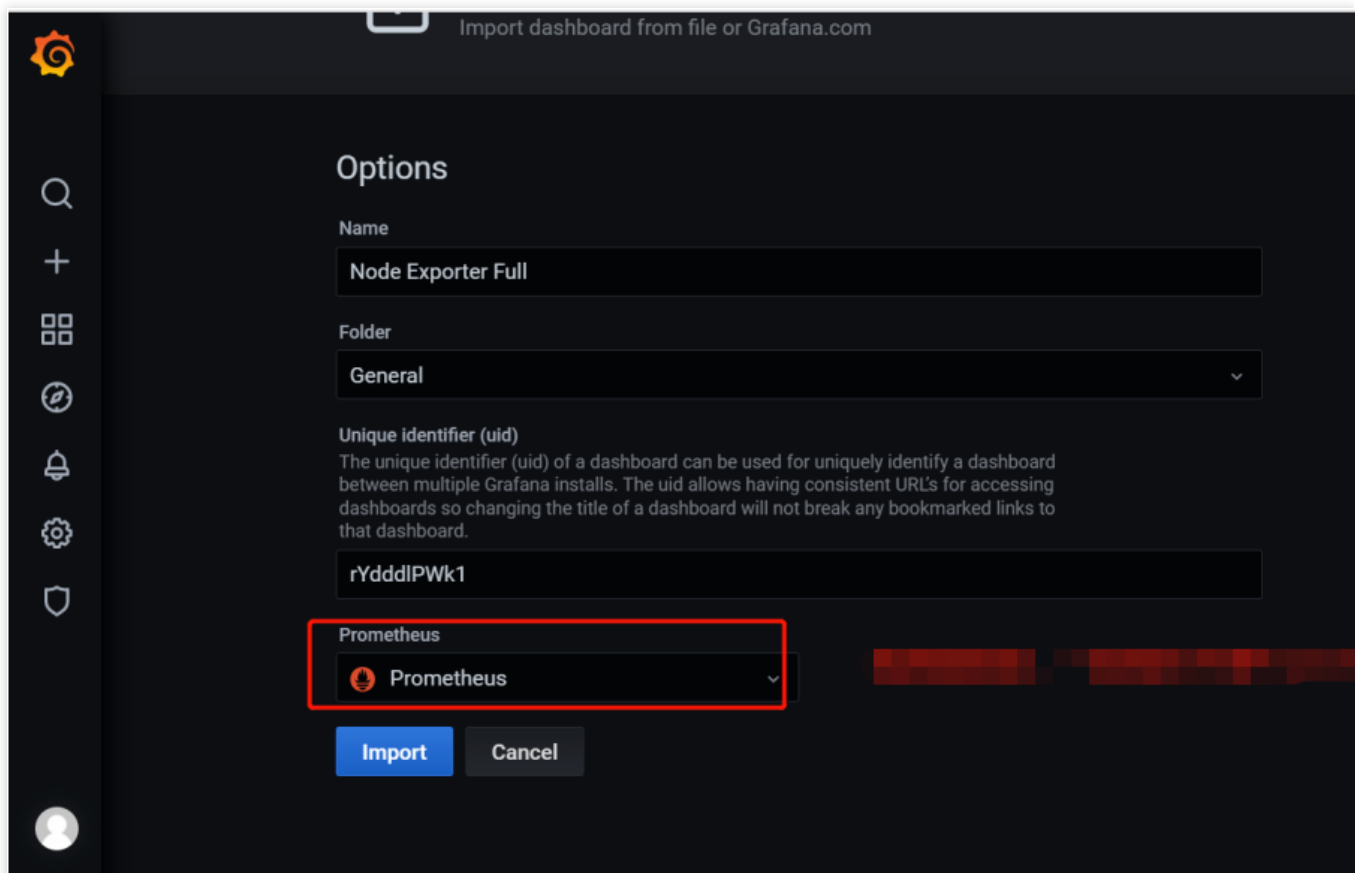 Import dashboard from file or Grafana.com
Options
Name
Node Exporter Full
Folder
General
Unique identifier (uid)
The unique identifier (uid) of a dashboard can be used for uniquely identify a dashboard
between multiple Grafana installs. The uid allows having consistent URL's for accessing
dashboards so changing the title of a dashboard will not break any bookmarked links to
that dashboard.
rYdddlPWk1
Prometheus
Prometheus
Import
Cancel